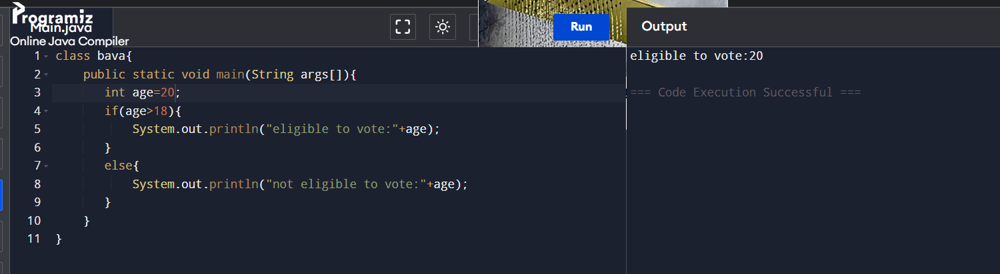 Programiz
Main.java
Online Java Compiler
Run
Output
1 class bava{
2 public static void main(String args[]){
3 int age=20;
4 if(age>18){
5 System.out.println("eligible to vote:"+age);
6 }
7 else{
8 System.out.println("not eligible to vote:"+age);
9 }
10 }
11 }
eligible to vote:20
=== Code Execution Successful ===